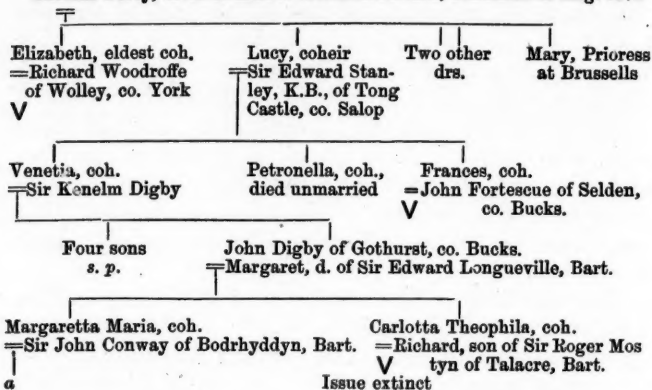 Elizabeth, eldest coh.
=Richard Woodroffe
of Wolley, co. York
V
Lucy, coheir
=Sir Edward Stan-
ley, K.B., of Tong
Castle, co. Salop
Two other
drs.
Mary, Prioress
at Brussells
Venetia, coh.
=Sir Kenelm Digby
Petronella, coh.,
died unmarried
Frances, coh.
=John Fortescue of Selden,
V co. Bucks.
Four sons
s. p.
John Digby of Gothurst, co. Bucks.
=Margaret, d. of Sir Edward Longueville, Bart.
Margaretta Maria, coh.
=Sir John Conway of Bodrhyddyn, Bart.
a
Carlotta Theophila, coh.
=Richard, son of Sir Roger Mos
V tyn of Talacre, Bart.
Issue extinct